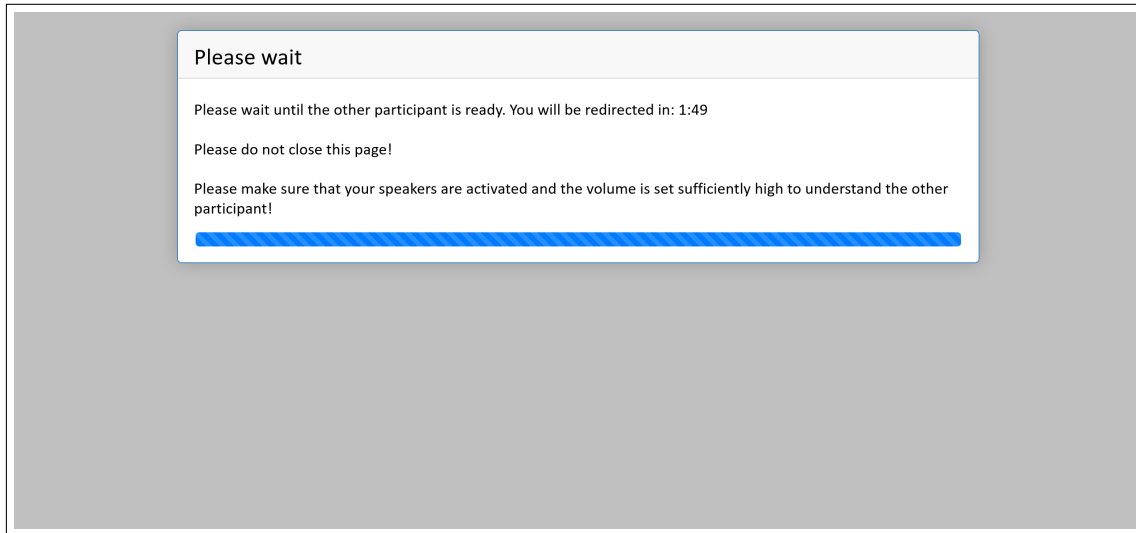 Please wait
Please wait until the other participant is ready. You will be redirected in: 1:49
Please do not close this page!
Please make sure that your speakers are activated and the volume is set sufficiently high to understand the other
participant!